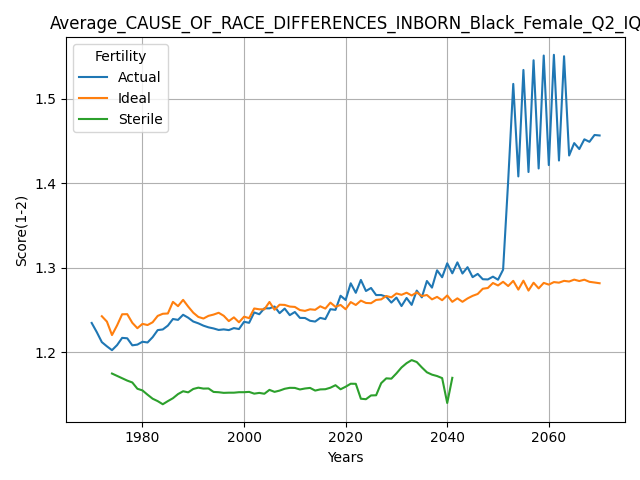 Average_CAUSE_OF_RACE_DIFFERENCES_INBORN_Black_Female_Q2_IQ
Fertility
Actual
Ideal
Sterile
Score(1-2)
1.5
1.4
1.3
1.2
1980
2000
2020
2040
2060
Years